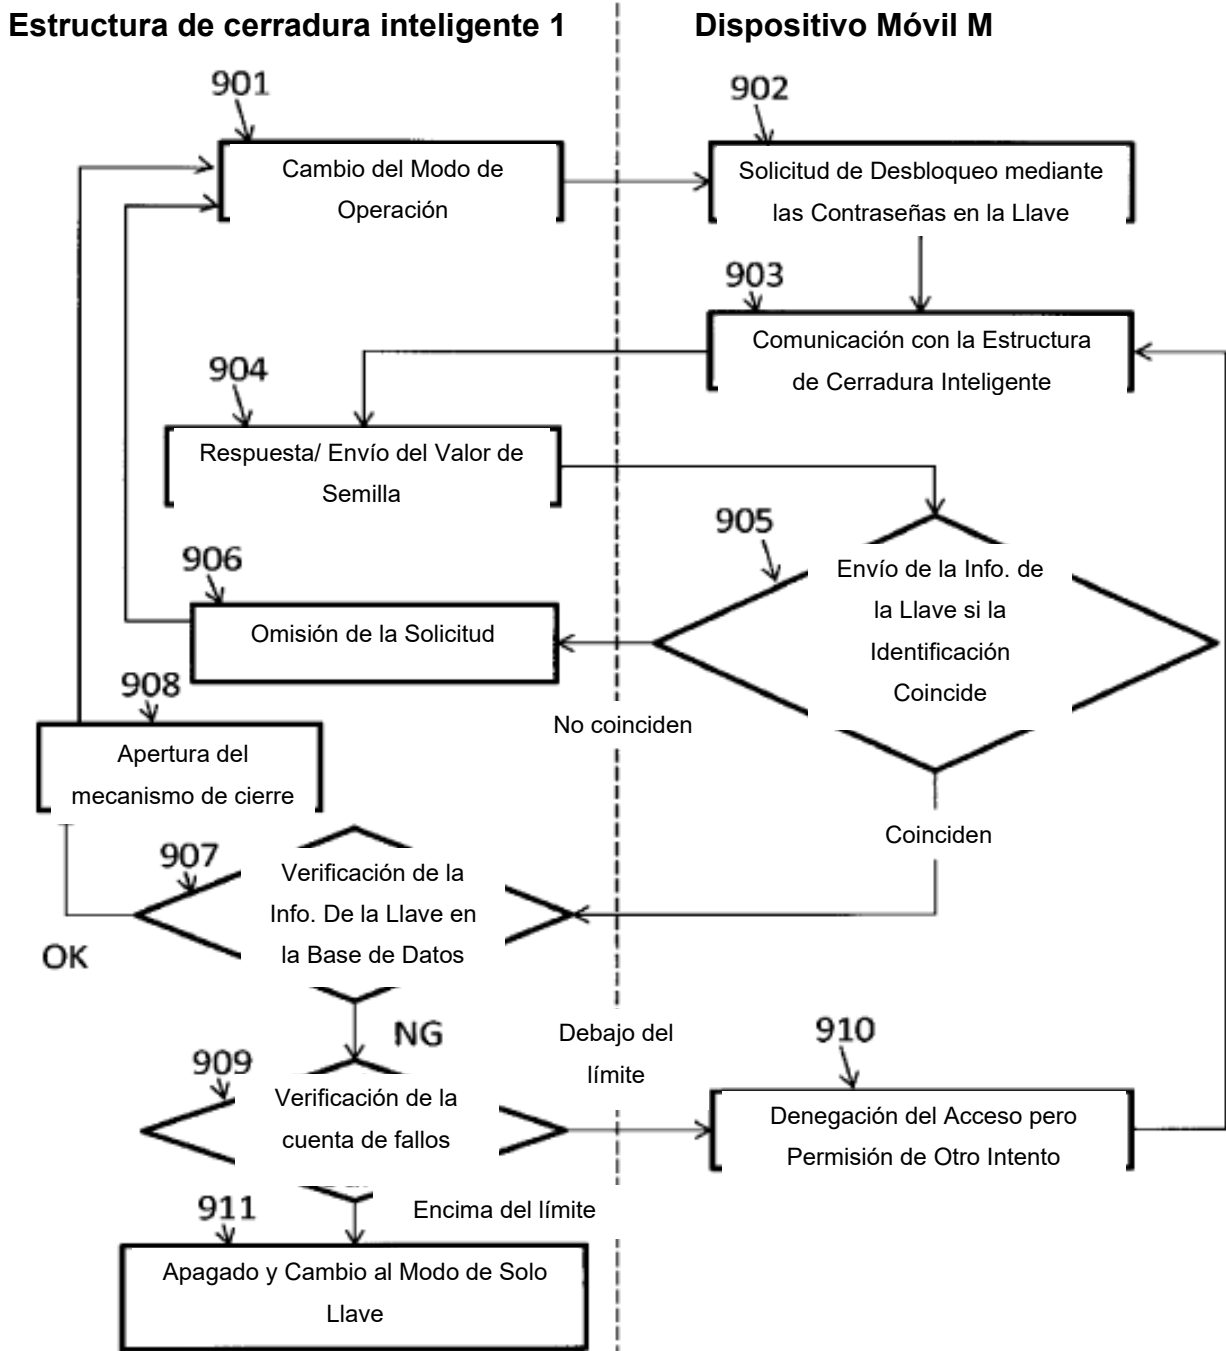 Estructura de cerradura inteligente 1
Dispositivo Móvil M
901
902
Cambio del Modo de
Operación
Solicitud de Desbloqueo mediante
las Contraseñas en la Llave
903
Comunicación con la Estructura
de Cerradura Inteligente
904
Respuesta/ Envío del Valor de
Semilla
905
Envío de la Info. de
la Llave si la
Identificación
Coincide
906
Omisión de la Solicitud
No coinciden
908
Apertura del
mecanismo de cierre
Coinciden
907
Verificación de la
Info. De la Llave en
la Base de Datos
OK
NG
Debajo del
límite
909
Verificación de la
cuenta de fallos
910
Denegación del Acceso pero
Permisión de Otro Intento
Encima del límite
911
Apagado y Cambio al Modo de Solo
Llave